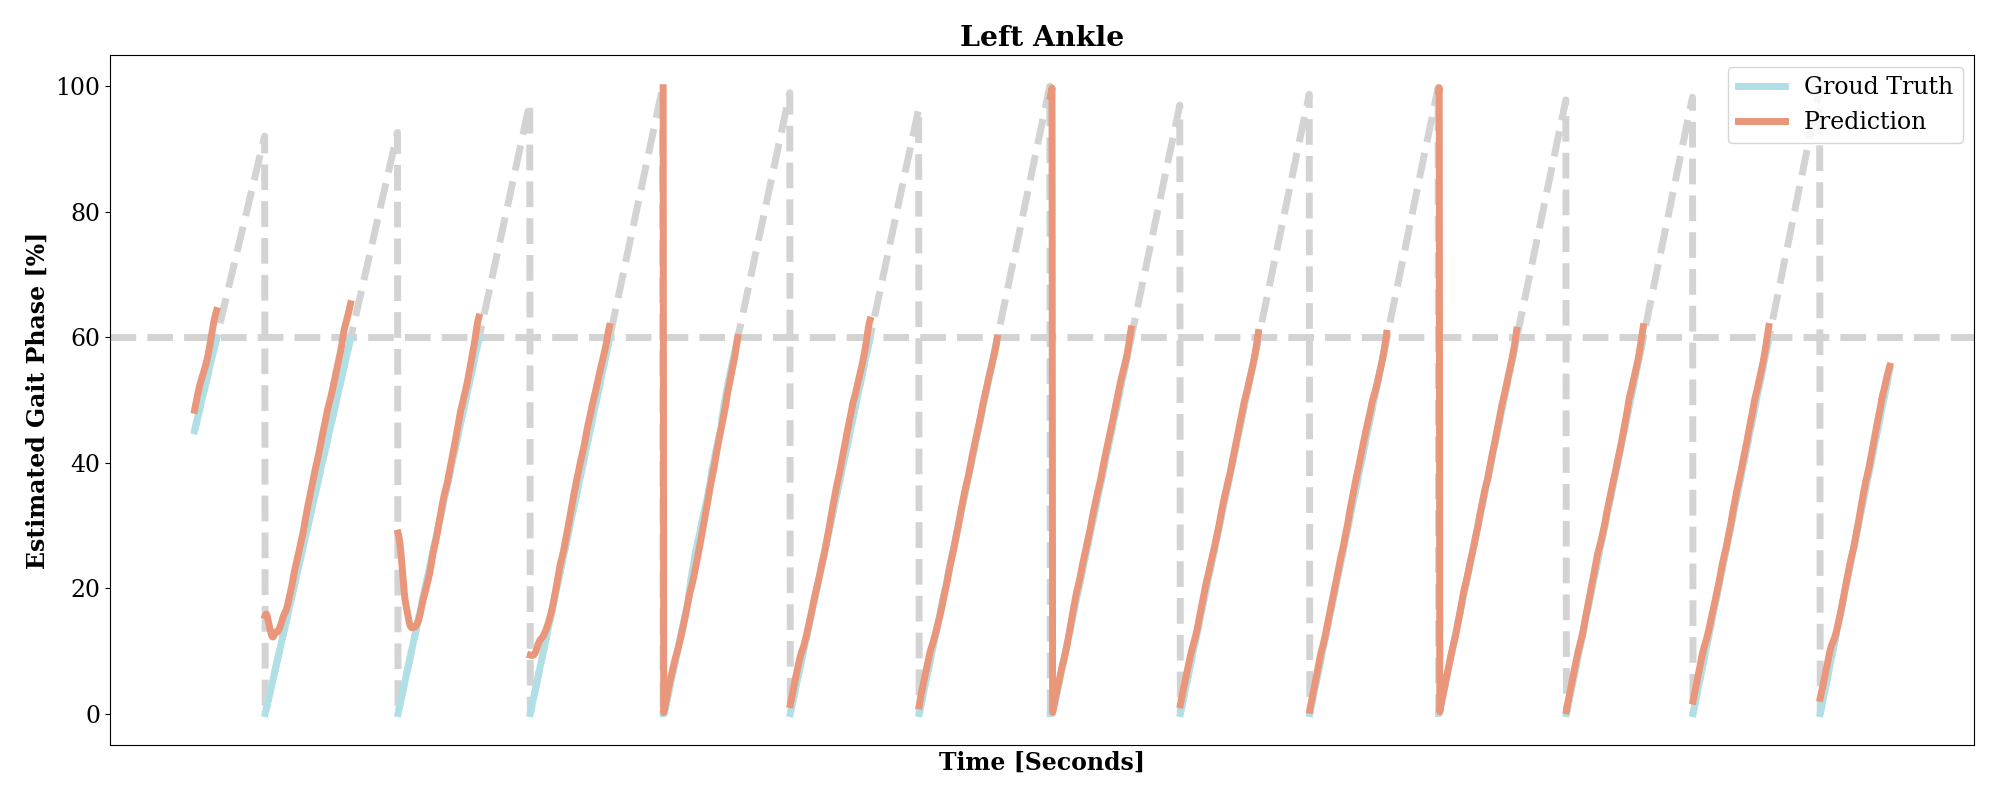 Left Ankle
Groud Truth
Prediction
Estimated Gait Phase [%]
100
80
60
40
20
0
Time [Seconds]